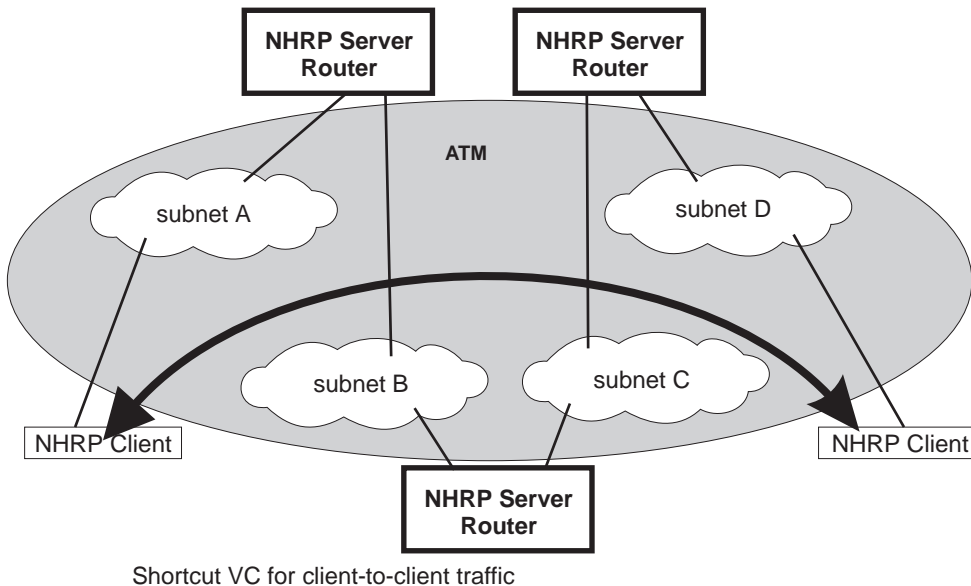 NHRP Server
Router
NHRP Server
Router
ATM
subnet A
subnet D
subnet B
subnet C
NHRP Client
NHRP Client
NHRP Server
Router
Shortcut VC for client-to-client traffic